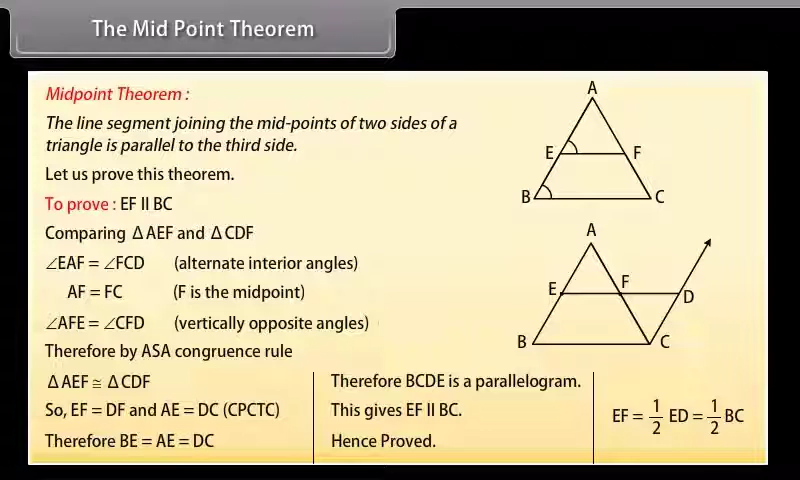 The Mid Point Theorem
Midpoint Theorem :
The line segment joining the mid-points of two sides of a
triangle is parallel to the third side.
Let us prove this theorem.
To prove : EF II BC
Comparing Δ AEF and Δ CDF
∠EAF = ∠FCD (alternate interior angles)
AF = FC (F is the midpoint)
∠AFE = ∠CFD (vertically opposite angles)
Therefore by ASA congruence rule
Δ AEF ≅ Δ CDF
So, EF = DF and AE = DC (CPCTC)
Therefore BE = AE = DC
Therefore BCDE is a parallelogram.
This gives EF II BC.
Hence Proved.
EF = 1/2 ED = 1/2 BC
A
E F
B C
A
E F D
B C